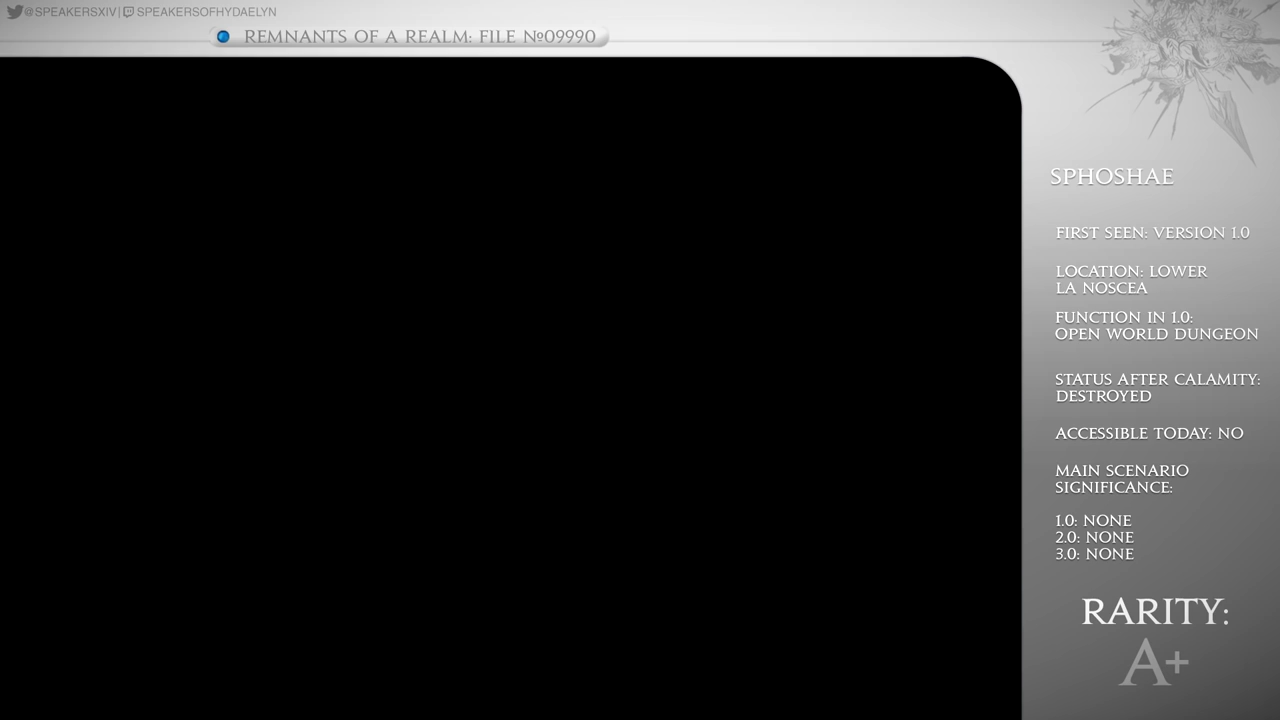 @SPEAKERSXIV | SPEAKERSOFHYDAELYN
REMNANTS OF A REALM: FILE №09990
SPHOSHAE
FIRST SEEN: VERSION 1.0
LOCATION: LOWER
LA NOSCEA
FUNCTION IN 1.0:
OPEN WORLD DUNGEON
STATUS AFTER CALAMITY:
DESTROYED
ACCESSIBLE TODAY: NO
MAIN SCENARIO
SIGNIFICANCE:
1.0: NONE
2.0: NONE
3.0: NONE
RARITY:
A+